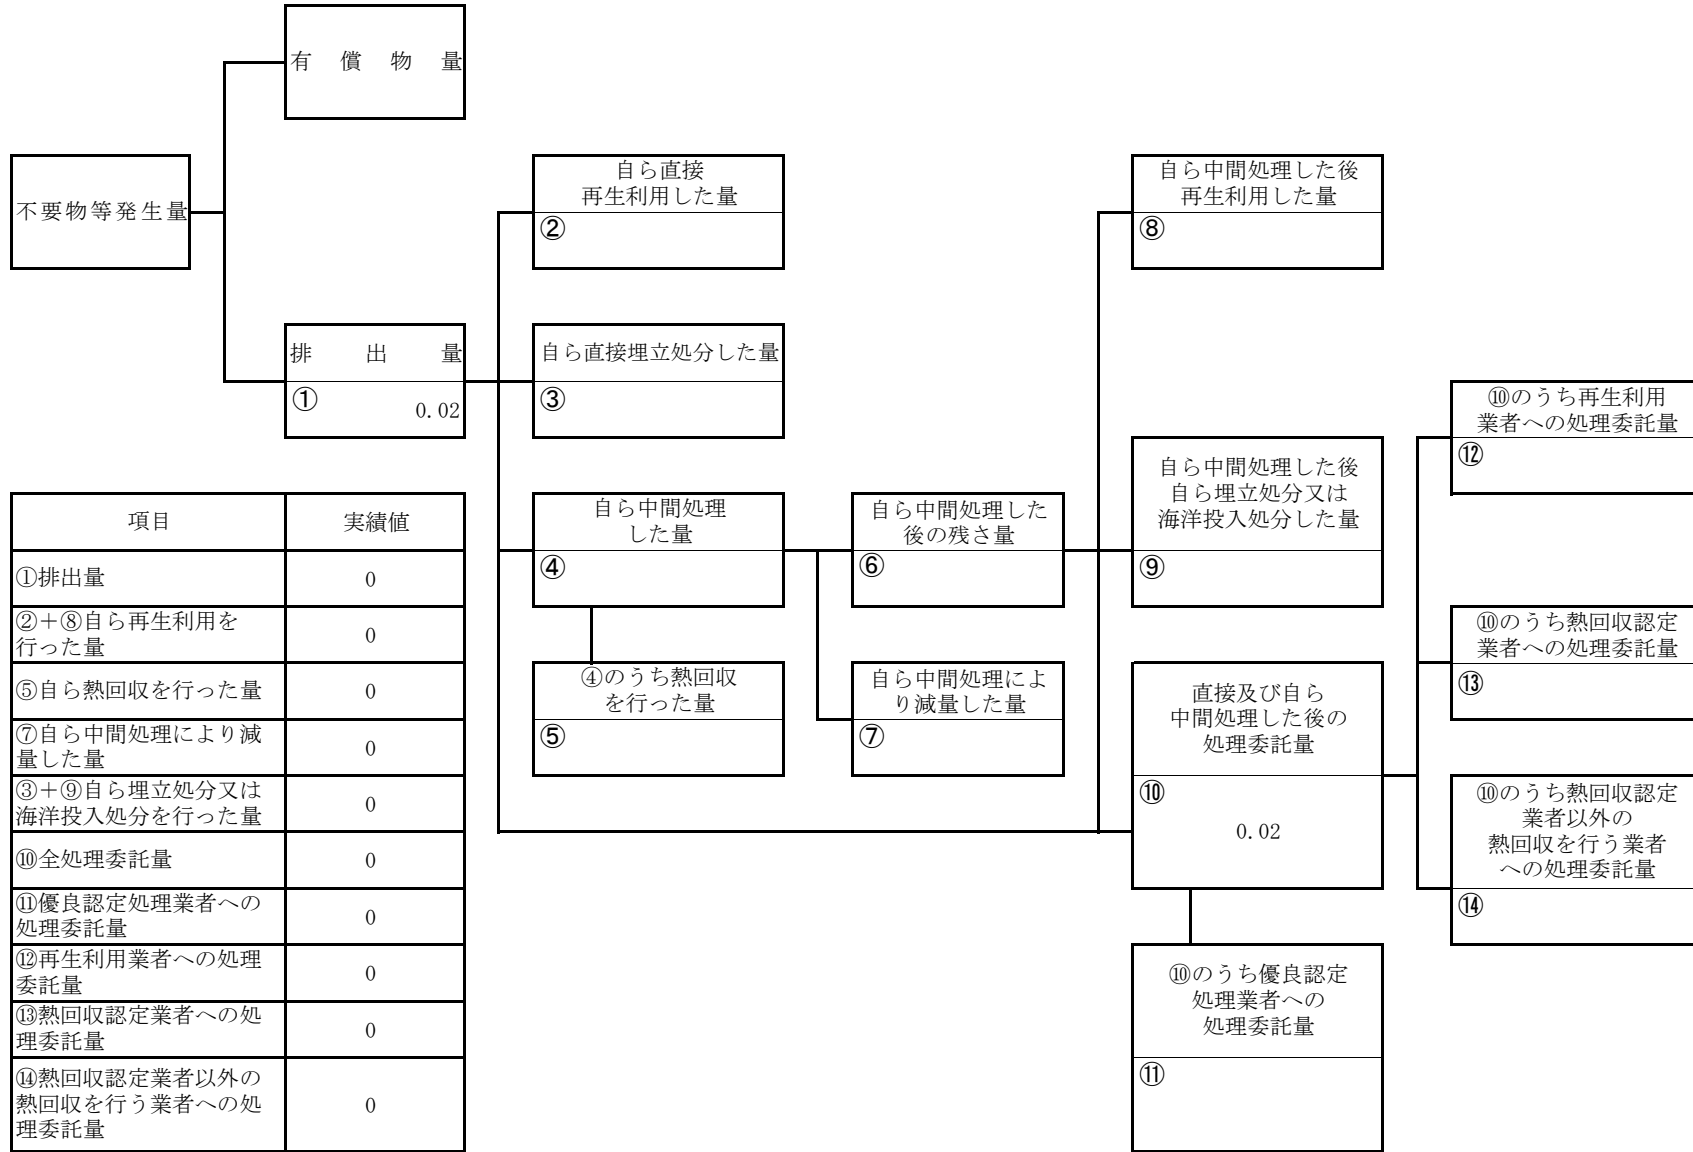 有償物量
不要物等発生量
排出量
①
0.02
自ら直接
再生利用した量
②
自ら直接埋立処分した量
③
自ら中間処理
した量
④
④のうち熱回収
を行った量
⑤
自ら中間処理した
後の残さ量
⑥
自ら中間処理によ
り減量した量
⑦
自ら中間処理した後
再生利用した量
⑧
自ら中間処理した後
自ら埋立処分又は
海洋投入処分した量
⑨
直接及び自ら
中間処理した後の
処理委託量
⑩
0.02
⑩のうち優良認定
処理業者への
処理委託量
⑪
⑩のうち再生利用
業者への処理委託量
⑫
⑩のうち熱回収認定
業者への処理委託量
⑬
⑩のうち熱回収認定
業者以外の
熱回収を行う業者
への処理委託量
⑭
項目 実績値
①排出量 0
②＋⑧自ら再生利用を
行った量 0
⑤自ら熱回収を行った量 0
⑦自ら中間処理により減
量した量 0
③＋⑨自ら埋立処分又は
海洋投入処分を行った量 0
⑩全処理委託量 0
⑪優良認定処理業者への
処理委託量 0
⑫再生利用業者への処理
委託量 0
⑬熱回収認定業者への処
理委託量 0
⑭熱回収認定業者以外の
熱回収を行う業者への処 0
理委託量